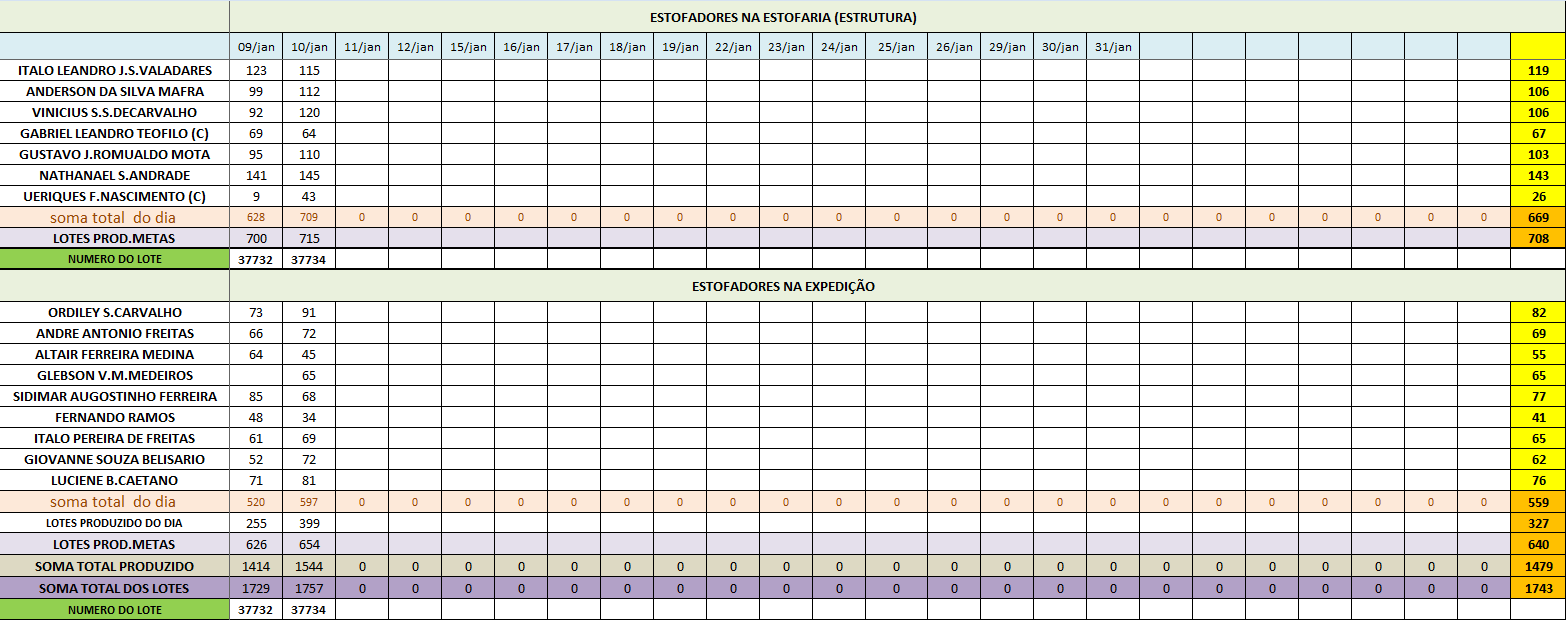 ESTOFADORES NA ESTOFARIA (ESTRUTURA)
09/jan 10/jan 11/jan 12/jan 15/jan 16/jan 17/jan 18/jan 19/jan 22/jan 23/jan 24/jan 25/jan 26/jan 29/jan 30/jan 31/jan
ITALO LEANDRO J.S.VALADARES 123 115 119
ANDERSON DA SILVA MAFRA 99 112 106
VINICIUS S.S.DECARVALHO 92 120 106
GABRIEL LEANDRO TEOFILO (C) 69 64 67
GUSTAVO J.ROMUALDO MOTA 95 110 103
NATHANAEL S.ANDRADE 141 145 143
UERIQUES F.NASCIMENTO (C) 9 43 26
soma total do dia 628 709 0 0 0 0 0 0 0 0 0 0 0 0 0 0 0 0 0 0 0 0 0 0 669
LOTES PROD.METAS 700 715 708
NUMERO DO LOTE 37732 37734
ESTOFADORES NA EXPEDIÇÃO
ORDILEY S.CARVALHO 73 91 82
ANDRE ANTONIO FREITAS 66 72 69
ALTAIR FERREIRA MEDINA 64 45 55
GLEBSON V.M.MEDEIROS 65 65
SIDIMAR AUGOSTINHO FERREIRA 85 68 77
FERNANDO RAMOS 48 34 41
ITALO PEREIRA DE FREITAS 61 69 65
GIOVANNE SOUZA BELISARIO 52 72 62
LUCIENE B.CAETANO 71 81 76
soma total do dia 520 597 0 0 0 0 0 0 0 0 0 0 0 0 0 0 0 0 0 0 0 0 0 0 559
LOTES PRODUZIDO DO DIA 255 399 327
LOTES PROD.METAS 626 654 640
SOMA TOTAL PRODUZIDO 1414 1544 0 0 0 0 0 0 0 0 0 0 0 0 0 0 0 0 0 0 0 0 0 0 1479
SOMA TOTAL DOS LOTES 1729 1757 0 0 0 0 0 0 0 0 0 0 0 0 0 0 0 0 0 0 0 0 0 0 1743
NUMERO DO LOTE 37732 37734